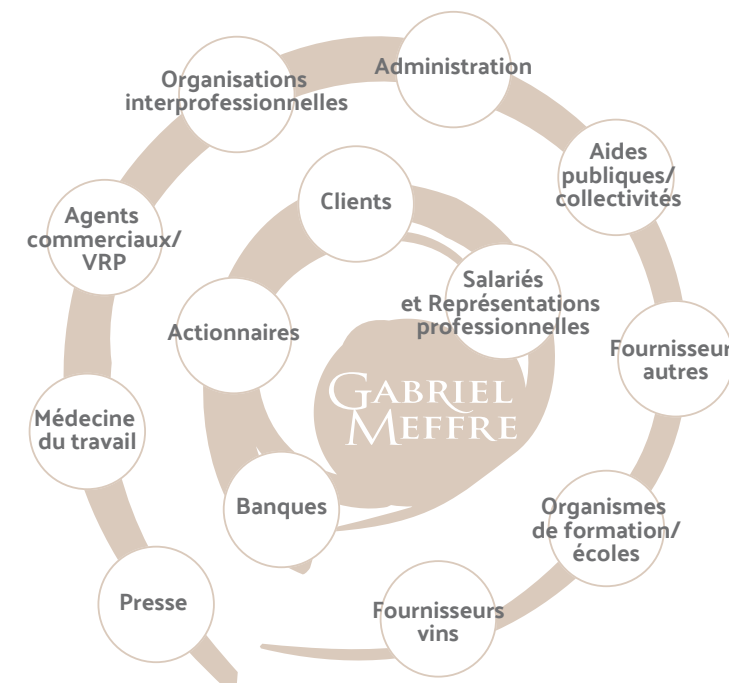 Administration
Organisations
interprofessionnelles
Aides
publiques/
collectivités
Clients
Agents
commerciaux/
VRP
Salariés
et Représentations
professionnelles
Actionnaires
Fournisseur
autres
GABRIEL
MEFFRE
Médecine
du travail
Banques
Organismes
de formation/
écoles
Presse
Fournisseurs
vins